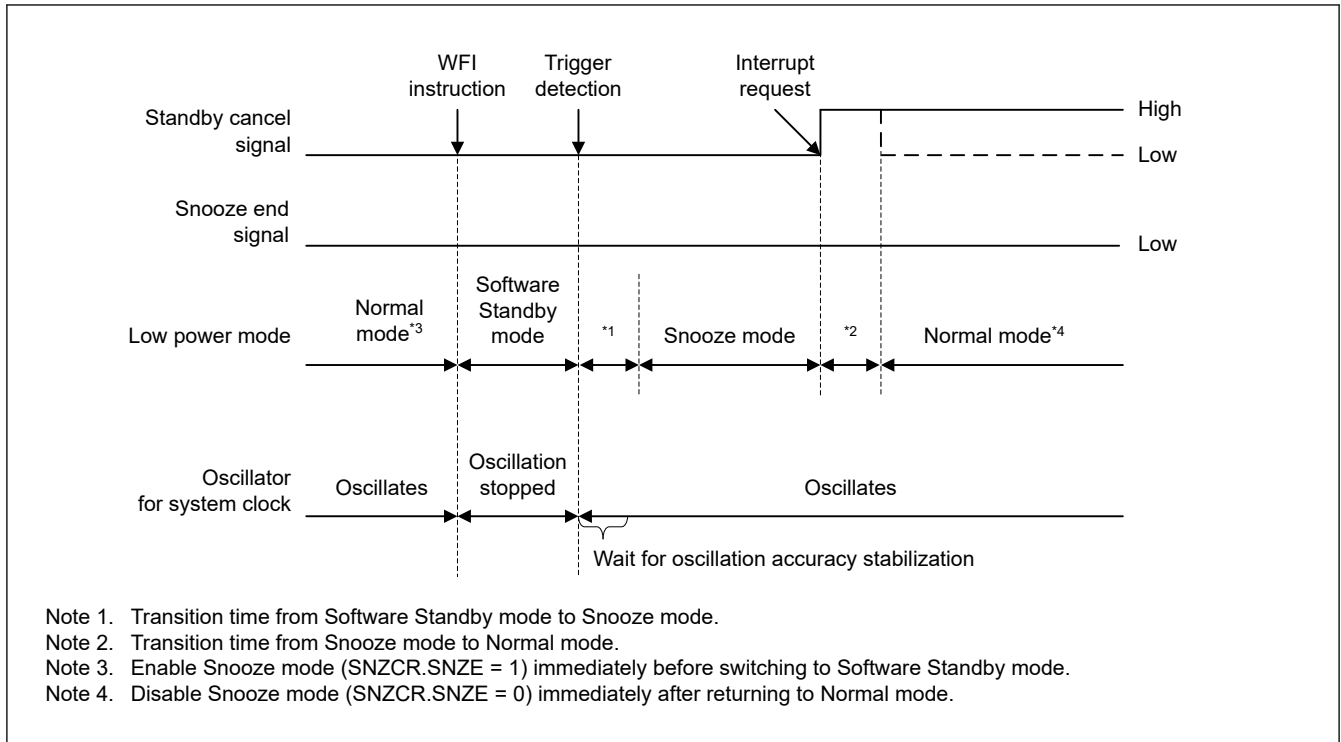 WFI
instruction
Trigger
detection
Interrupt
request
Standby cancel
signal
High
Low
Snooze end
signal
Low
Low power mode
Normal
mode*3
Software
Standby
mode
*1
Snooze mode
*2
Normal mode*4
Oscillator
for system clock
Oscillates
Oscillation
stopped
Oscillates
Wait for oscillation accuracy stabilization
Note 1. Transition time from Software Standby mode to Snooze mode.
Note 2. Transition time from Snooze mode to Normal mode.
Note 3. Enable Snooze mode (SNZCR.SNZE = 1) immediately before switching to Software Standby mode.
Note 4. Disable Snooze mode (SNZCR.SNZE = 0) immediately after returning to Normal mode.